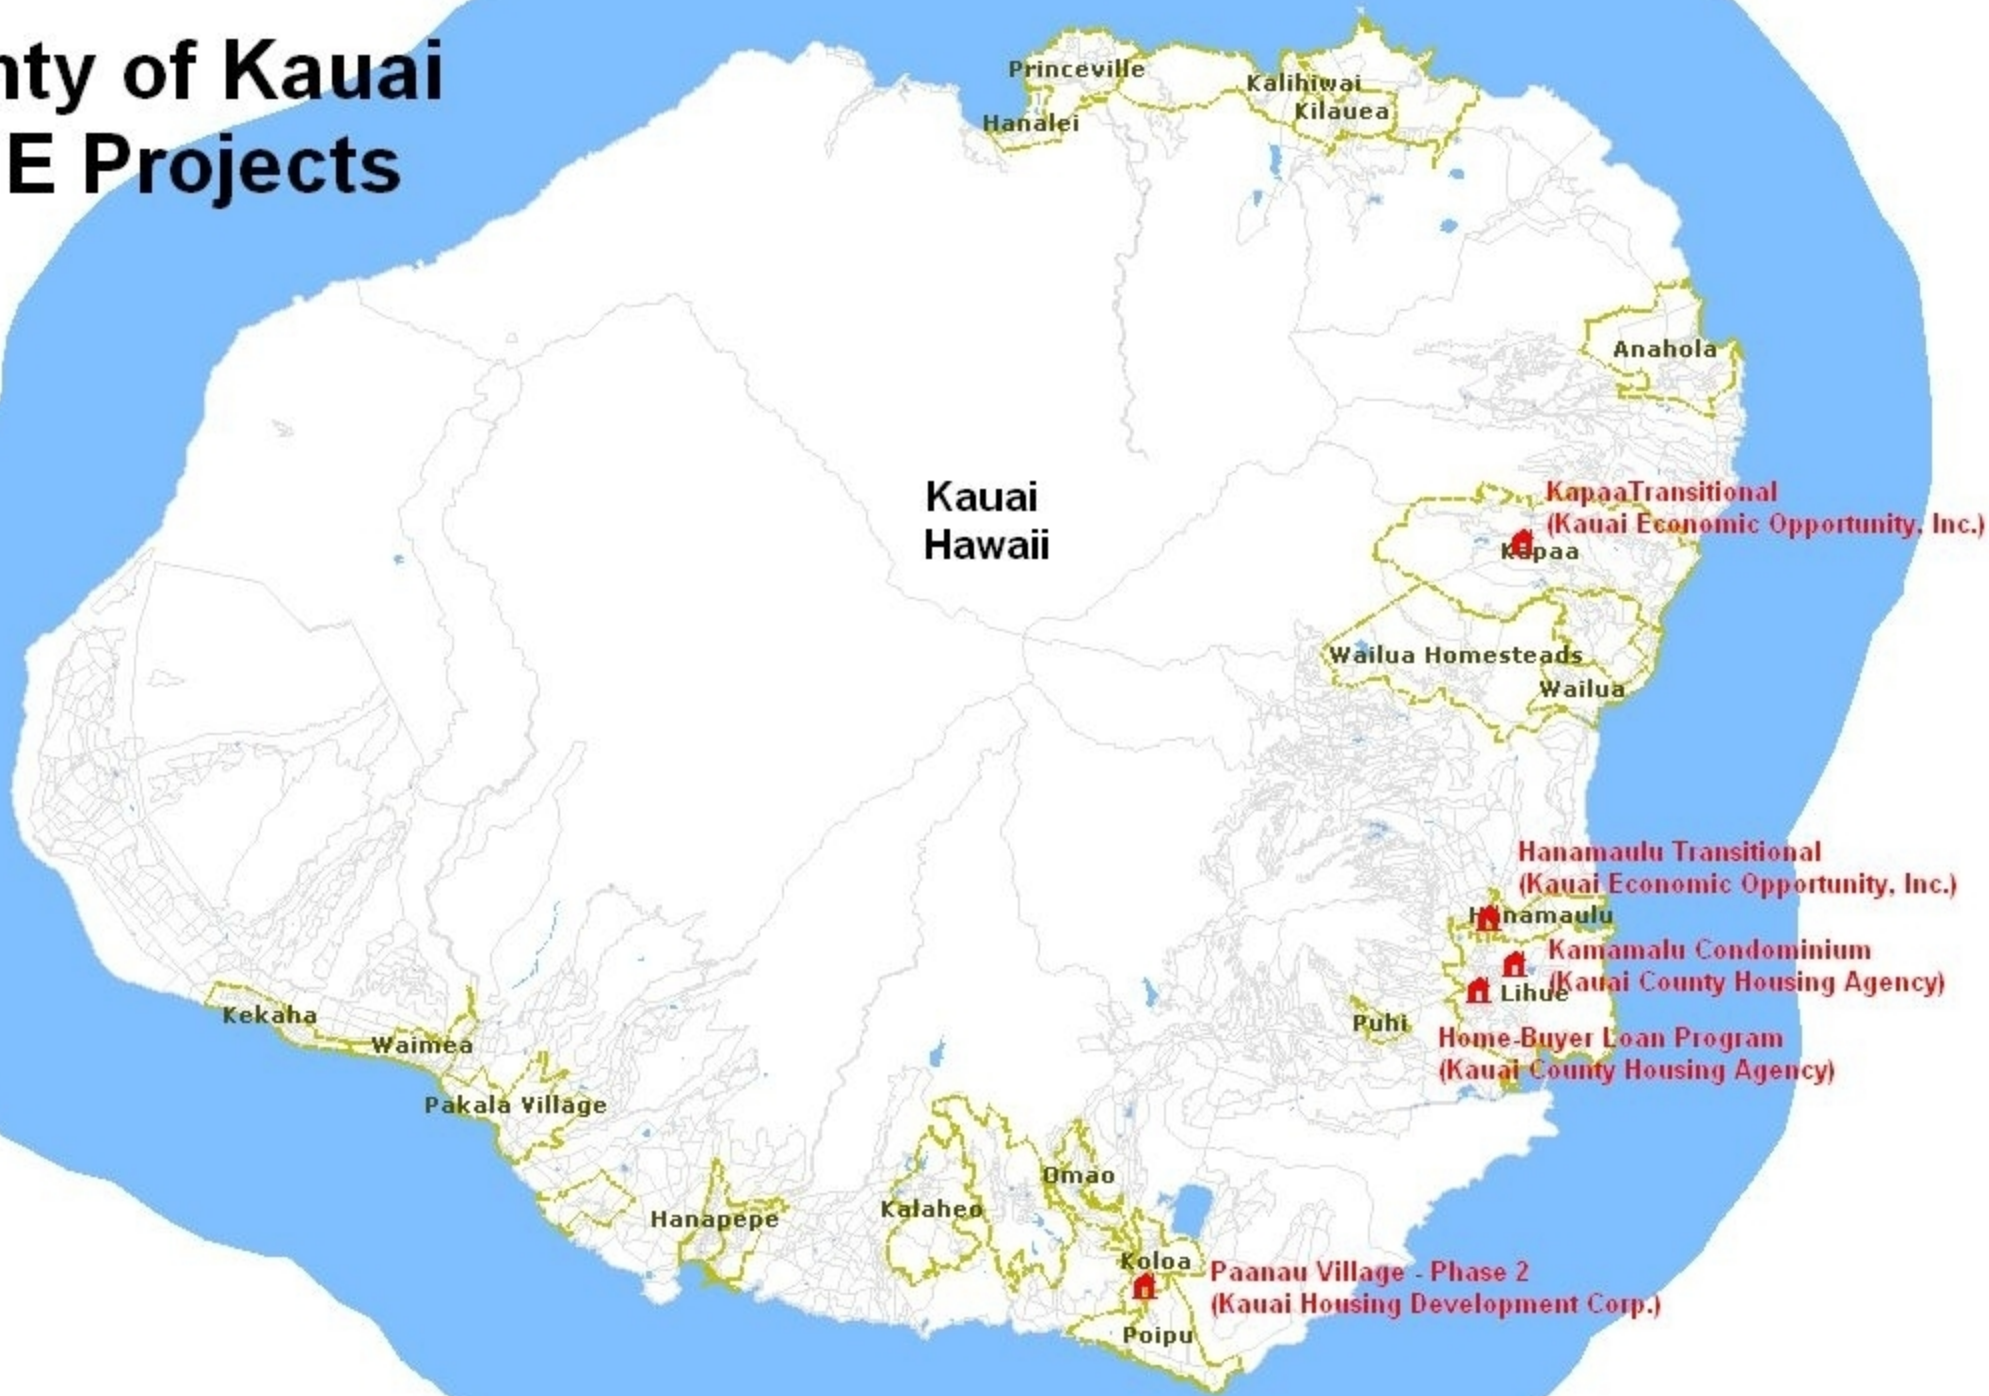 nty of Kauai
E Projects
Princeville
Kalihiwai
Kilauea
Hanalei
Anahola
Kauai
Hawaii
KapaaTransitional
(Kauai Economic Opportunity, Inc.)
Kapaa
Wailua Homesteads
Wailua
Hanamaulu Transitional
(Kauai Economic Opportunity, Inc.)
Hanamaulu
Kamamalu Condominium
(Kauai County Housing Agency)
Lihue
Puhi
Home-Buyer Loan Program
(Kauai County Housing Agency)
Kekaha
Waimea
Pakala Village
Hanapepe
Kalaheo
Omao
Koloa
Paanau Village - Phase 2
(Kauai Housing Development Corp.)
Poipu